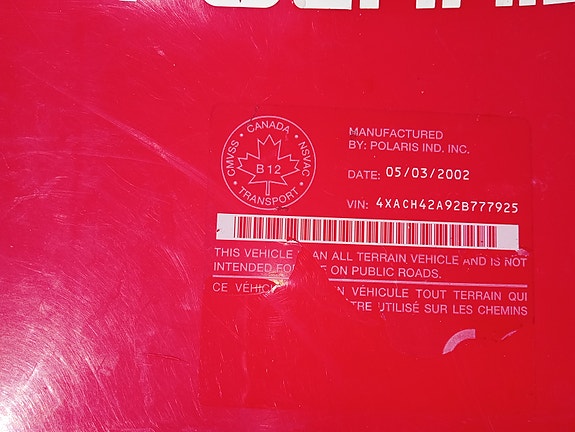 CANADA
CMVSS • NSVAC
B 12
TRANSPORT
MANUFACTURED
BY: POLARIS IND. INC.
DATE: 05/03/2002
VIN: 4XACH42A92B777925
THIS VEHICLE AN ALL TERRAIN VEHICLE AND IS NOT
INTENDED FOR ON PUBLIC ROADS.
CE VÉHIC VÉHICULE TOUT TERRAIN QUI
UTILISÉ SUR LES CHEMINS